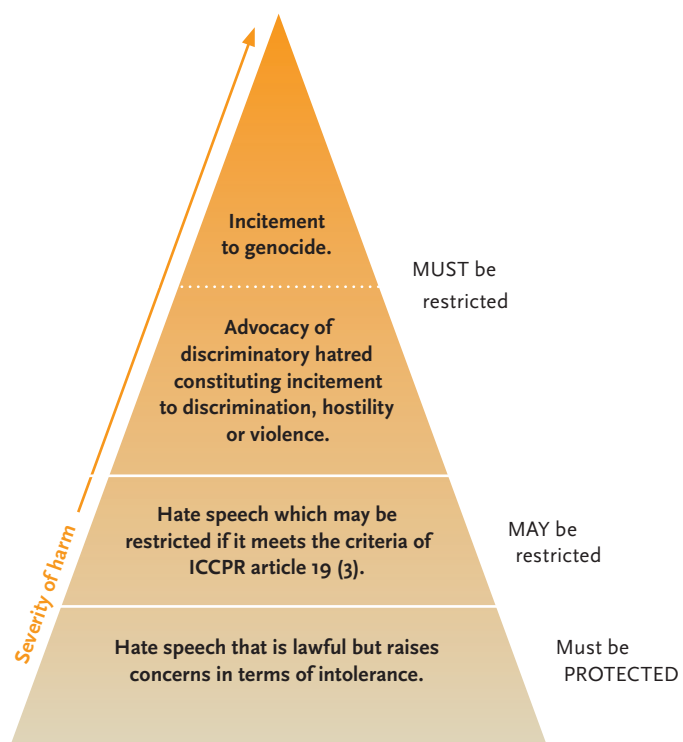 Incitement
to genocide.
MUST be
restricted
Advocacy of
discriminatory hatred
constituting incitement
to discrimination, hostility
or violence.
Hate speech which may be
restricted if it meets the criteria of
ICCPR article 19 (3).
MAY be
restricted
Severity of harm
Hate speech that is lawful but raises
concerns in terms of intolerance.
Must be
PROTECTED